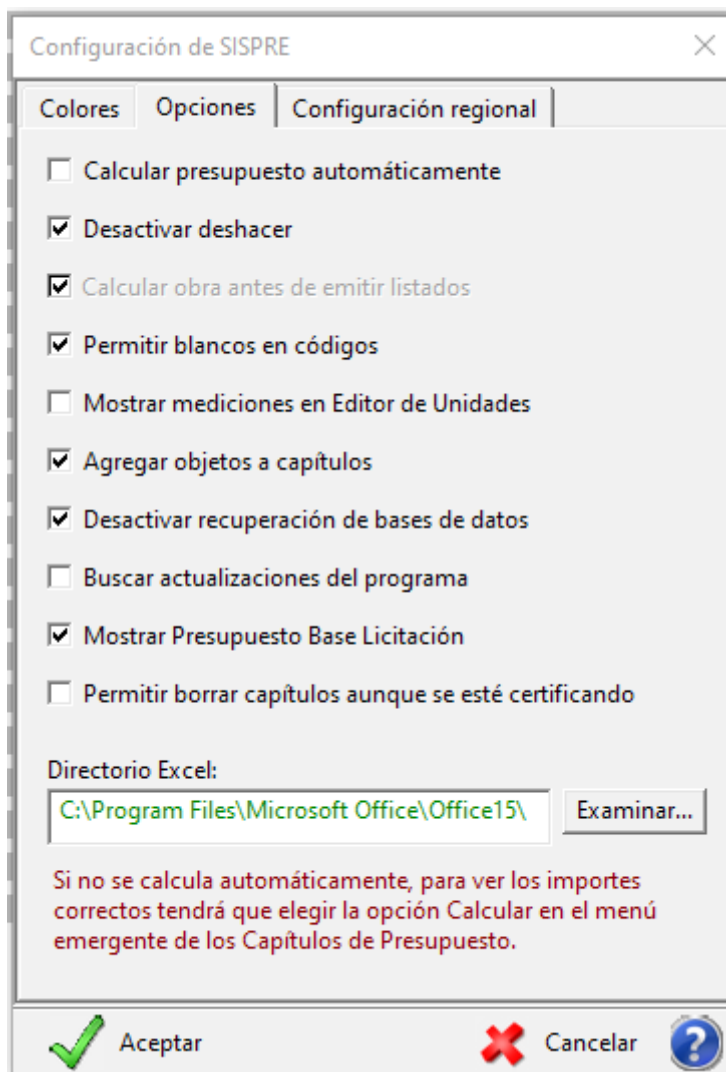 Configuración de SISPRE
Colores
Opciones
Configuración regional
Calcular presupuesto automáticamente
Desactivar deshacer
Calcular obra antes de emitir listados
Permitir blancos en códigos
Mostrar mediciones en Editor de Unidades
Agregar objetos a capítulos
Desactivar recuperación de bases de datos
Buscar actualizaciones del programa
Mostrar Presupuesto Base Licitación
Permitir borrar capítulos aunque se esté certificando
Directorio Excel:
C:\Program Files\Microsoft Office\Office15\
Examinar...
Si no se calcula automáticamente, para ver los importes
correctos tendrá que elegir la opción Calcular en el menú
emergente de los Capítulos de Presupuesto.
Aceptar
Cancelar
?